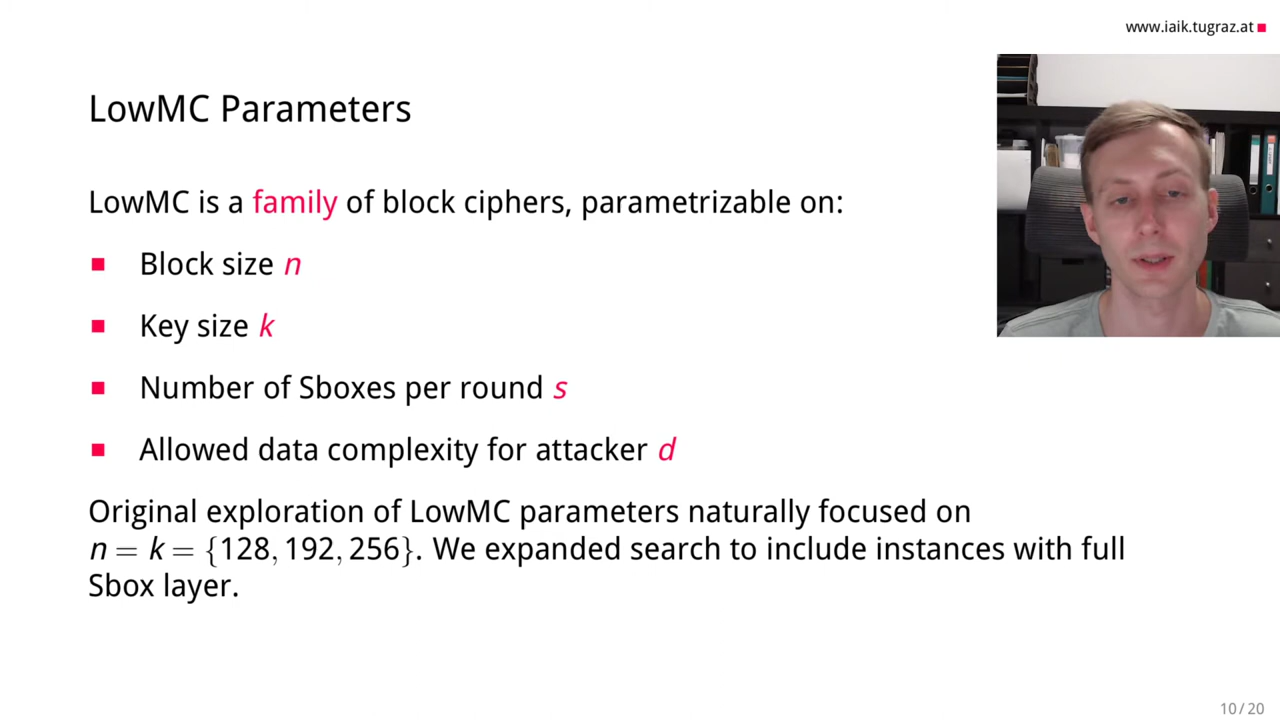 www.iaik.tugraz.at
LowMC Parameters
LowMC is a family of block ciphers, parametrizable on:
Block size n
Key size k
Number of Sboxes per round s
Allowed data complexity for attacker d
Original exploration of LowMC parameters naturally focused on
n = k = {128, 192, 256}. We expanded search to include instances with full
Sbox layer.
10 / 20